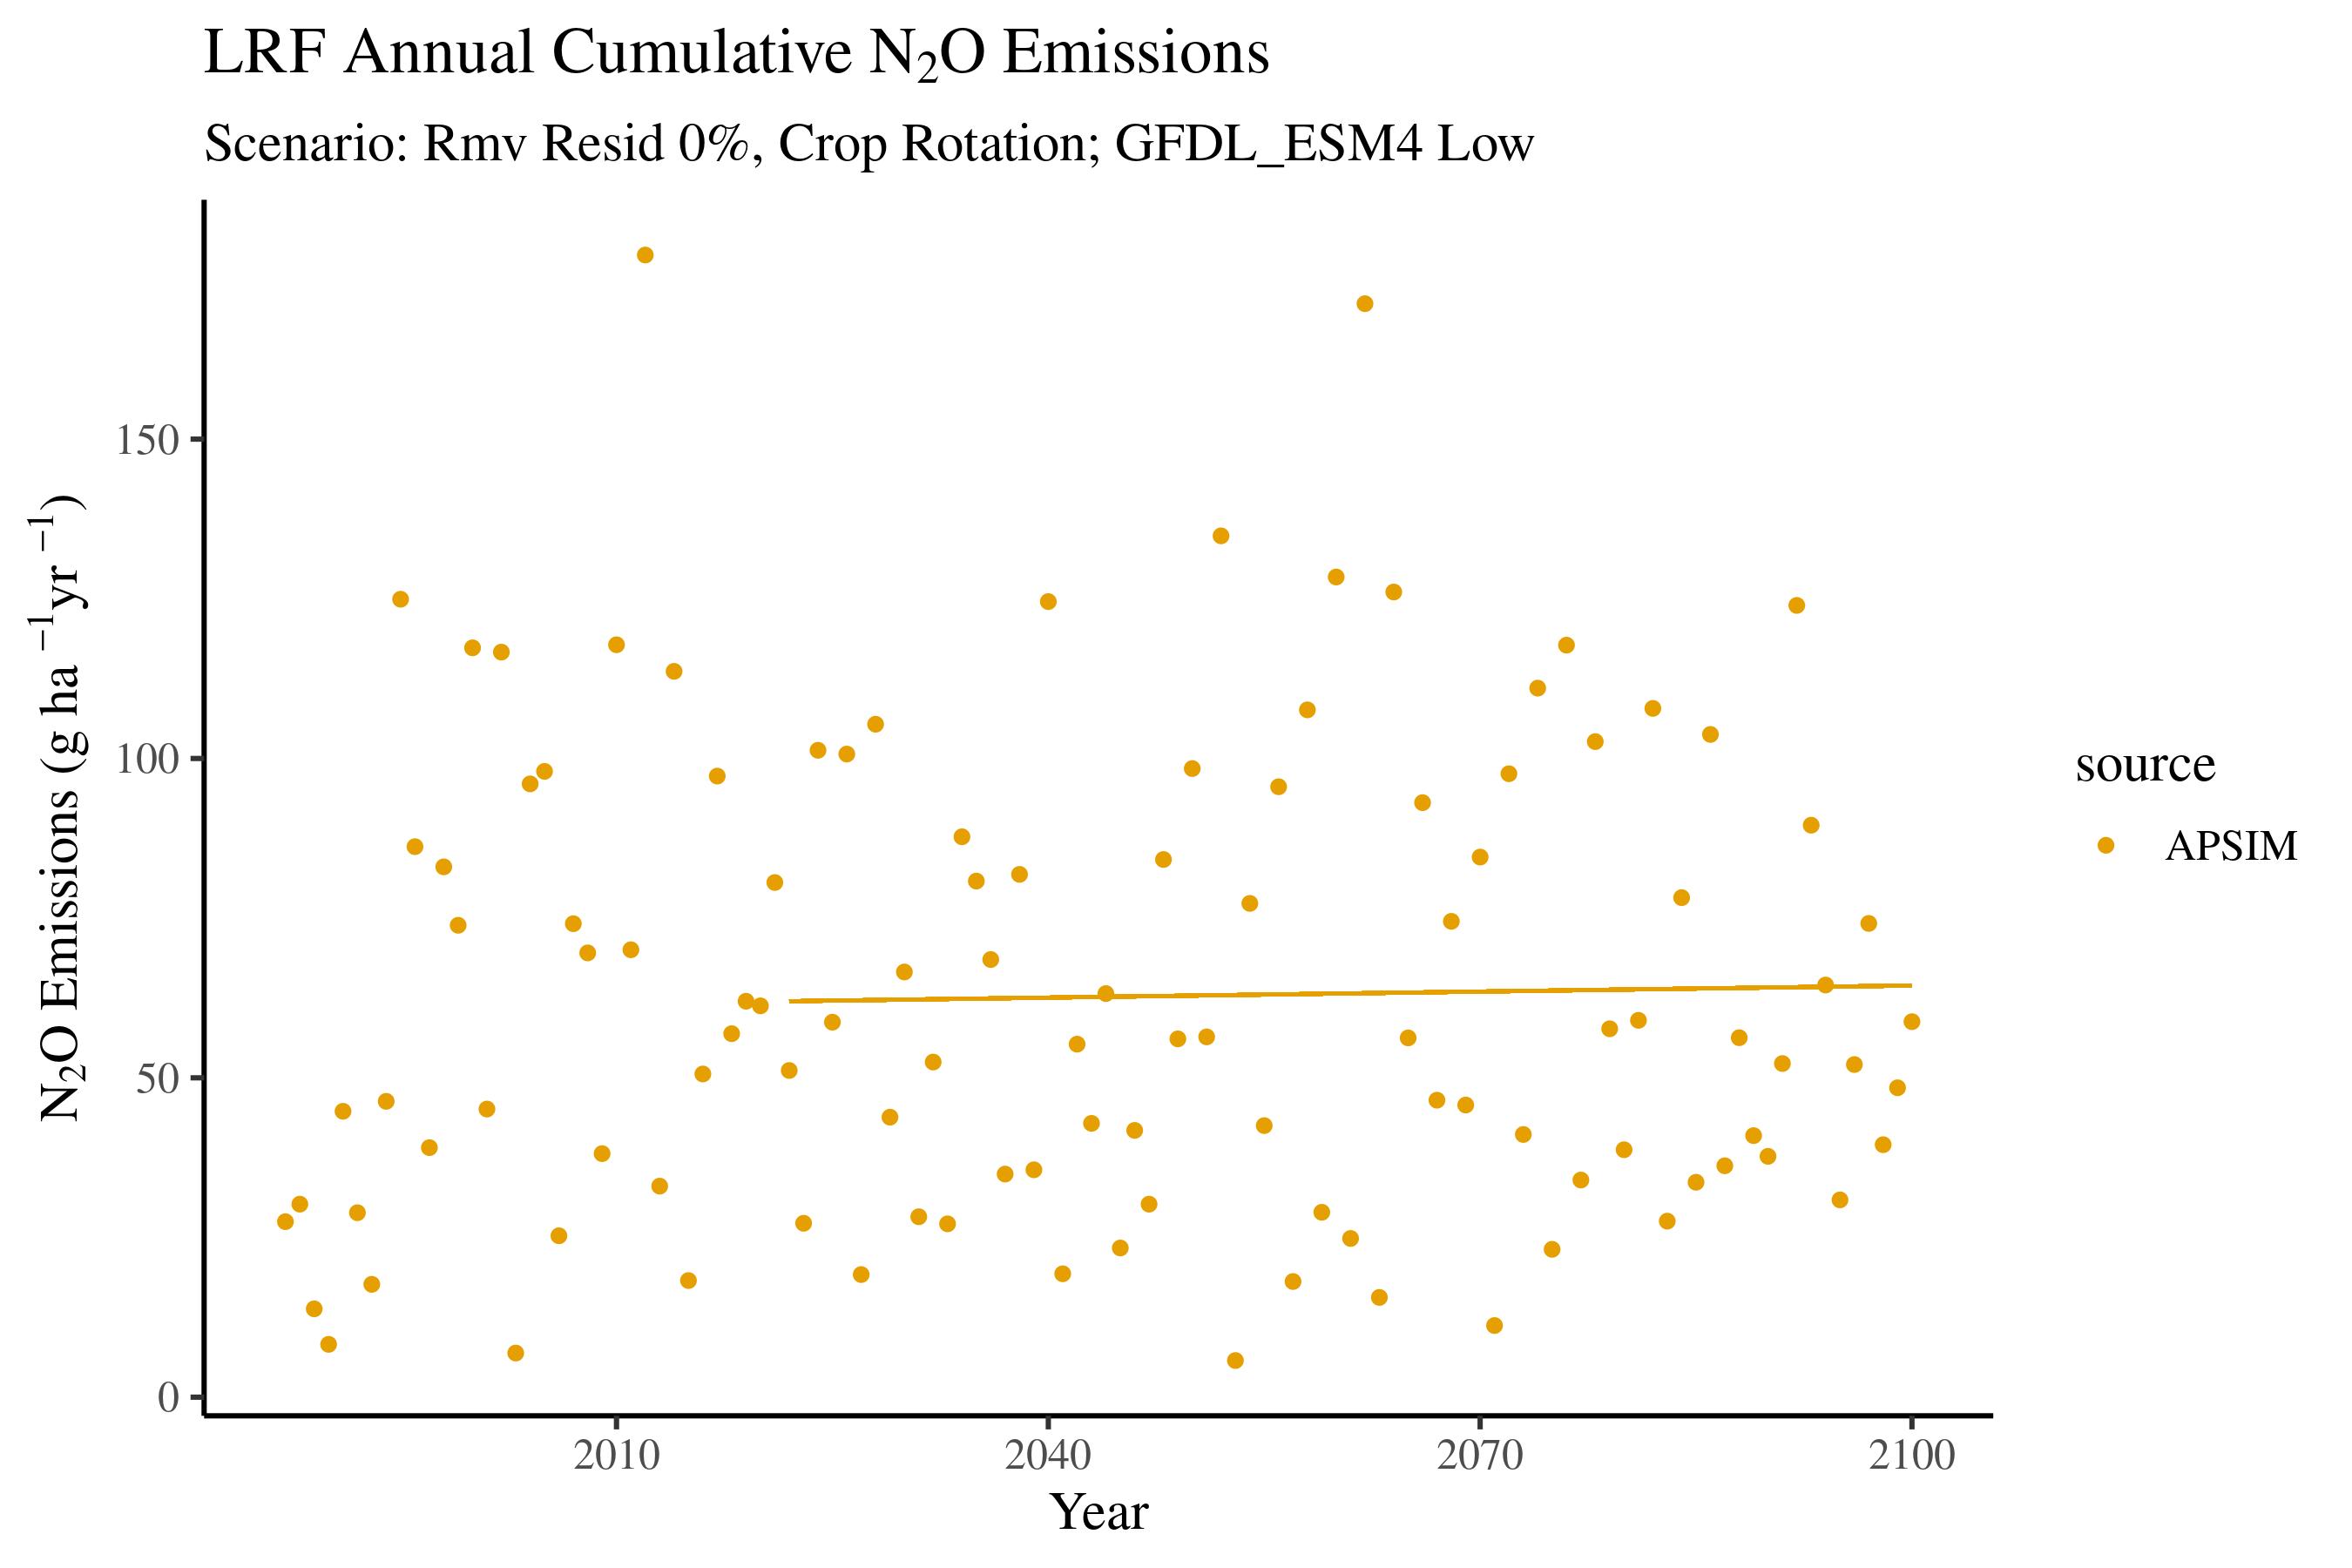 LRF Annual Cumulative N₂O Emissions
Scenario: Rmv Resid 0%, Crop Rotation; GFDL_ESM4 Low
N₂O Emissions (g ha ⁻¹yr ⁻¹)
150
100
50
0
2010 2040 2070 2100
Year
source
APSIM